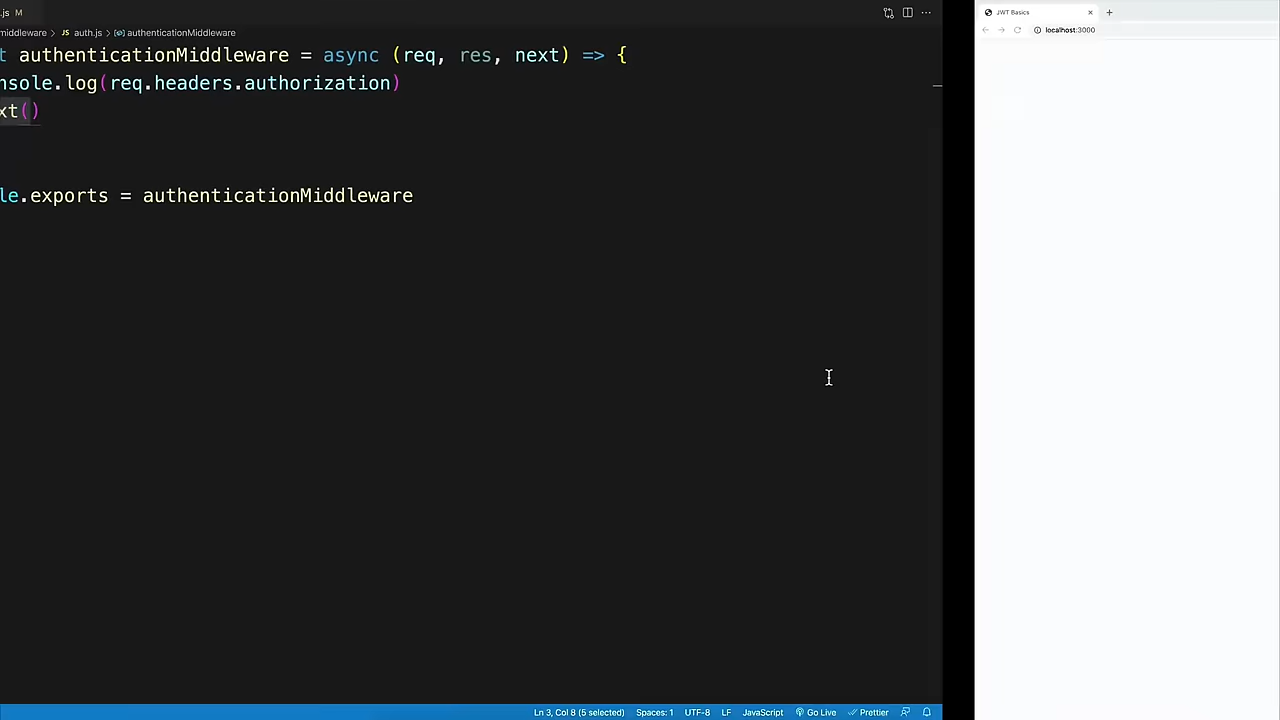 .js M
middleware > JS auth.js > authenticationMiddleware
t authenticationMiddleware = async (req, res, next) => {
nsole.log(req.headers.authorization)
xt()
le.exports = authenticationMiddleware
Ln 3, Col 8 (5 selected) Spaces: 1 UTF-8 LF JavaScript Go Live Prettier
JWT Basics
localhost:3000